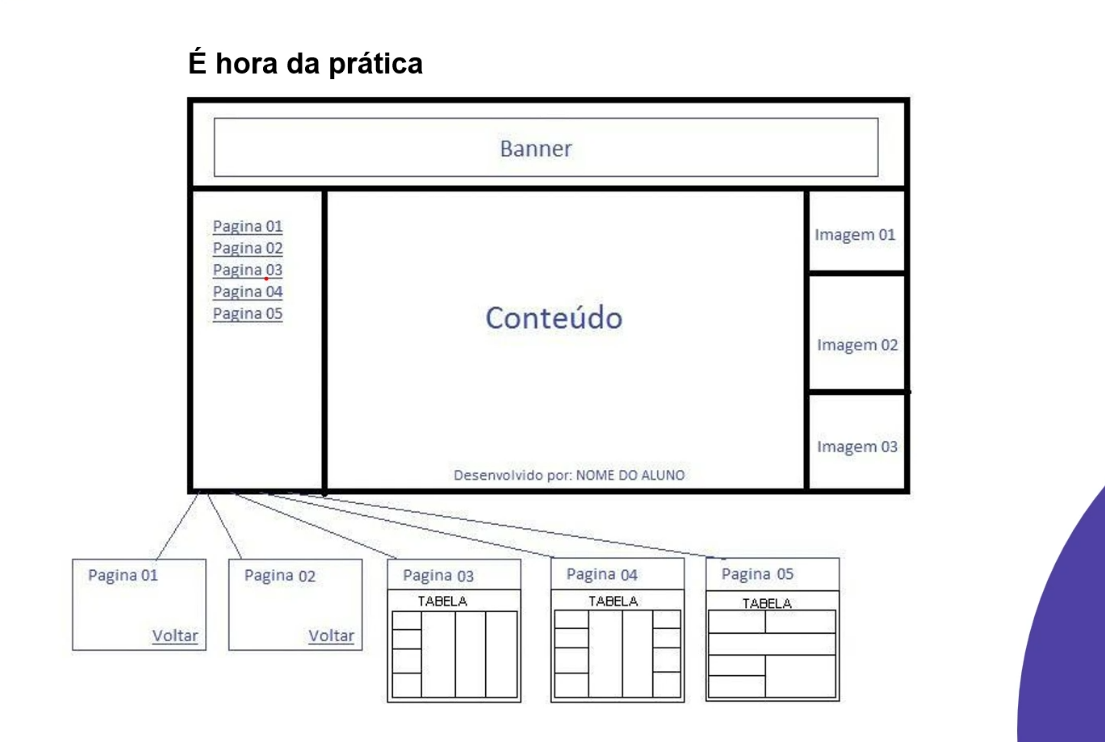 É hora da prática
Banner
Pagina 01
Pagina 02
Pagina 03
Pagina 04
Pagina 05
Conteúdo
Desenvolvido por: NOME DO ALUNO
Imagem 01
Imagem 02
Imagem 03
Pagina 01
Voltar
Pagina 02
Voltar
Pagina 03
TABELA
Pagina 04
TABELA
Pagina 05
TABELA